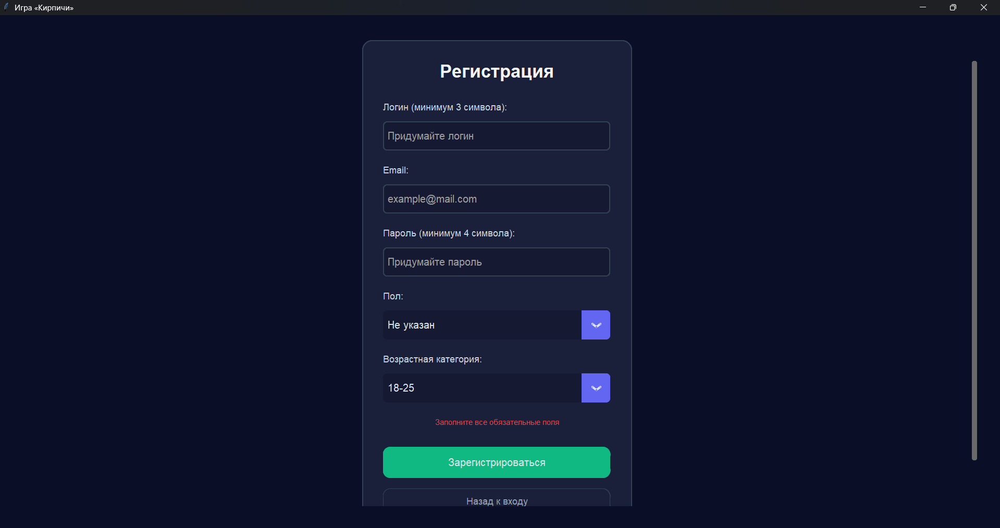 Игра «Кирпичи»
Регистрация
Логин (минимум 3 символа):
Придумайте логин
Email:
example@mail.com
Пароль (минимум 4 символа):
Придумайте пароль
Пол:
Не указан
Возрастная категория:
18-25
Заполните все обязательные поля
Зарегистрироваться
Назад к входу